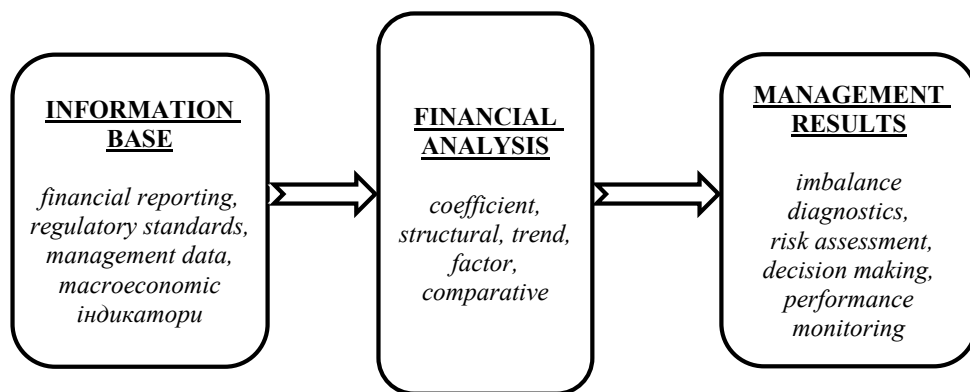 INFORMATION
BASE
financial reporting,
regulatory standards,
management data,
macroeconomic
індикатори
FINANCIAL
ANALYSIS
coefficient,
structural, trend,
factor,
comparative
MANAGEMENT
RESULTS
imbalance
diagnostics,
risk assessment,
decision making,
performance
monitoring